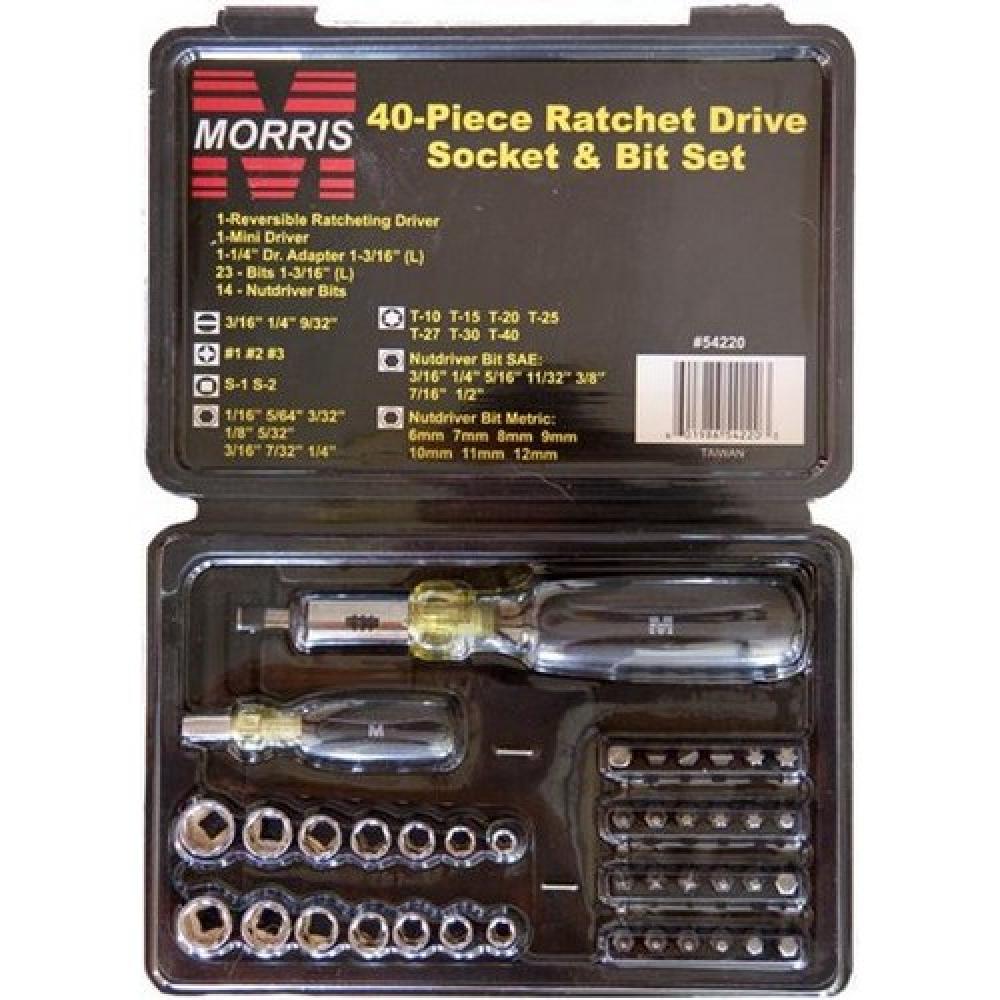 MORRIS
40-Piece Ratchet Drive
Socket & Bit Set
1-Reversible Ratcheting Driver
1-Mini Driver
1-1/4" Dr. Adapter 1-3/16" (L)
23 - Bits 1-3/16" (L)
14 - Nutdriver Bits
3/16" 1/4" 9/32"
#1 #2 #3
S-1 S-2
1/16" 5/64" 3/32"
1/8" 5/32"
3/16" 7/32" 1/4"
T-10 T-15 T-20 T-25
T-27 T-30 T-40
Nutdriver Bit SAE:
3/16" 1/4" 5/16" 11/32" 3/8"
7/16" 1/2"
Nutdriver Bit Metric:
6mm 7mm 8mm 9mm
10mm 11mm 12mm
#54220
TAIWAN
M
M